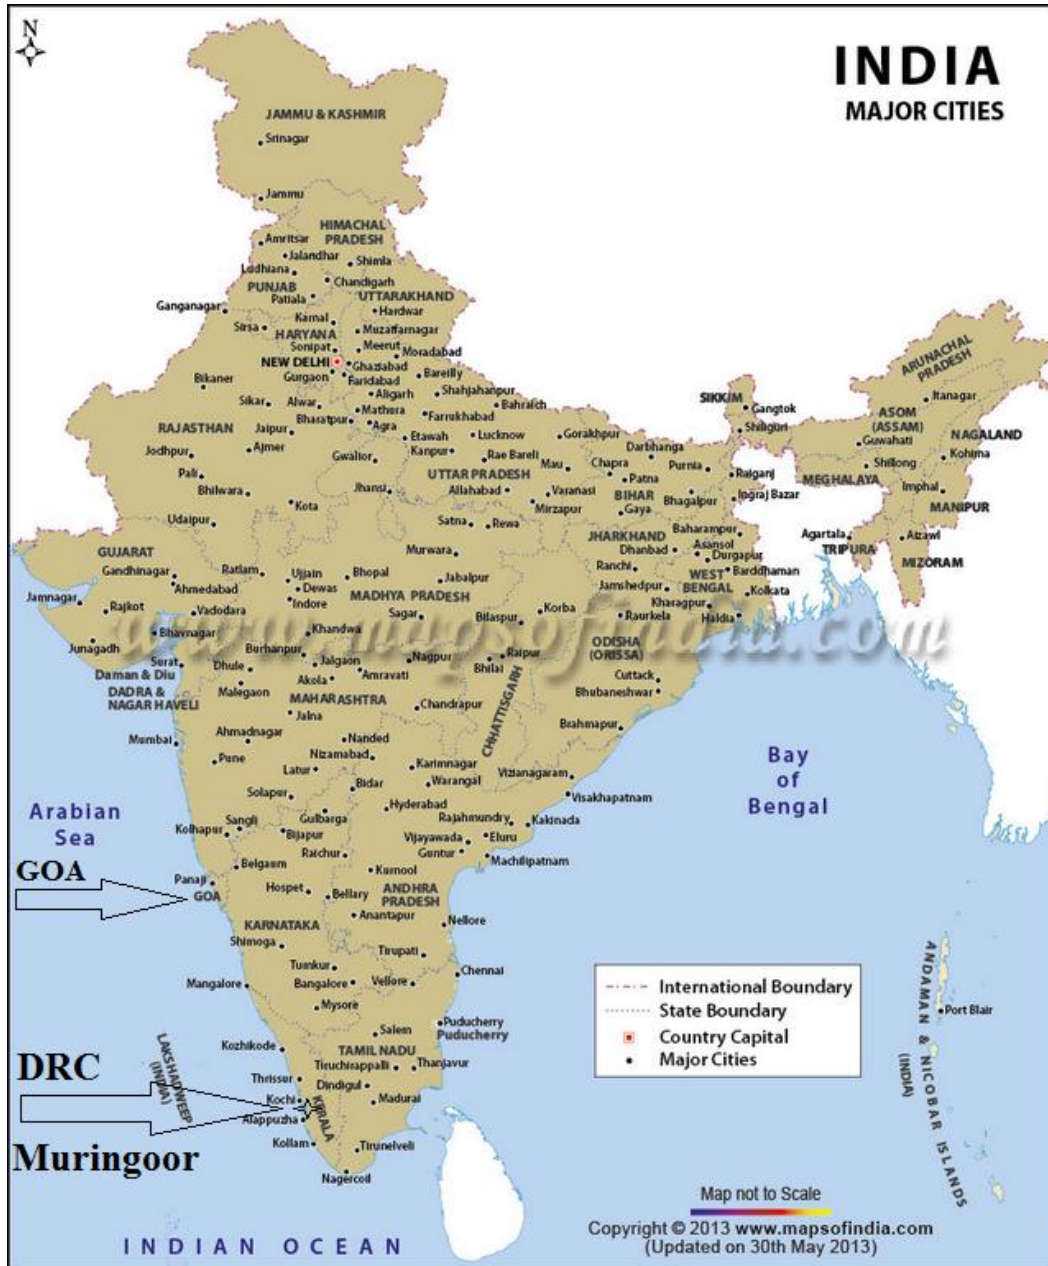 N
INDIA
MAJOR CITIES
JAMMU & KASHMIR
Srinagar
Jammu
HIMACHAL
PRADESH
Amritsar
Jalandhar
Shimla
Ludhiana
Chandigarh
PUNJAB
Patiala
UTTARAKHAND
Hardwar
Ganganagar
Karnal
Sirsa
HARYANA
Muzaffarnagar
Sonipat
Meerut
Moradabad
NEW DELHI
Ghaziabad
Gurgaon
Faridabad
Bareilly
Bikaner
Aligarh
Shahjahanpur
Sikar
Alwar
Mathura
Bahraich
Bharatpur
Agra
Farrukhabad
RAJASTHAN
Jaipur
Etawah
Lucknow
Gorakhpur
Jodhpur
Ajmer
Gwalior
Kanpur
Rae Bareli
Mau
Darbhanga
Chapra
Purnia
Pali
UTTAR PRADESH
Patna
Bhilwara
Jhansi
Allahabad
Varanasi
BIHAR
Bhagalpur
Kota
Mirzapur
Gaya
SIKKIM
Gangtok
Shiliguri
Raiganj
Ingraj Bazar
ARUNACHAL
PRADESH
Itanagar
ASOM
(ASSAM)
Guwahati
NAGALAND
Kohima
Shillong
MEGHALAYA
Imphal
MANIPUR
Agartala
TRIPURA
Aizawl
MIZORAM
Udaipur
Satna
Rewa
JHARKHAND
Baharampur
Dhanbad
Asansol
Durgapur
Murwara
Ranchi
WEST
BENGAL
Barddhaman
GUJARAT
Gandhinagar
Ratlam
Ujjain
Bhopal
Jabalpur
Jamshedpur
Kolkata
Ahmedabad
Dewas
Jamnagar
Indore
MADHYA PRADESH
Kharagpur
Rajkot
Vadodara
Sagar
Korba
Bilaspur
Raurkela
Haldia
www.mapsofindia.com
Bhavnagar
Khandwa
Junagadh
Burhanpur
ODISHA
(ORISSA)
Surat
Dhule
Jalgaon
Nagpur
Raipur
Bhilai
Daman & Diu
Akola
Amravati
Cuttack
DADRA &
NAGAR HAVELI
Malegaon
MAHARASHTRA
Bhubaneshwar
Jalna
Chandrapur
CHHATTISGARH
Brahmapur
Mumbai
Ahmadnagar
Nanded
Pune
Nizamabad
Karimnagar
Latur
Warangal
Vizianagaram
Bay
of
Bengal
Bidar
Solapur
Visakhapatnam
Arabian
Sea
Hyderabad
Gulbarga
Rajahmundry
Kakinada
Sangli
Kolhapur
Bijapur
Vijayawada
Eluru
Raichur
Guntur
Machilipatnam
GOA
Belgaum
Kurnool
Panaji
Hospet
Bellary
ANDHRA
PRADESH
GOA
Anantapur
KARNATAKA
Nellore
Shimoga
Tirupati
Tumkur
Chennai
Mangalore
Bangalore
Vellore
Mysore
Puducherry
Puducherry
Salem
Kozhikode
TAMIL NADU
LAKSHADWEEP
(INDIA)
DRC
Tiruchirappalli
Thanjavur
Thrissur
Dindigul
Kochi
KERALA
Madurai
Alappuzha
Muringoor
Kollam
Tirunelveli
Nagercoil
International Boundary
State Boundary
Country Capital
Major Cities
ANDAMAN & NICOBAR ISLANDS
(INDIA)
Port Blair
INDIAN OCEAN
Map not to Scale
Copyright © 2013 www.mapsofindia.com
(Updated on 30th May 2013)